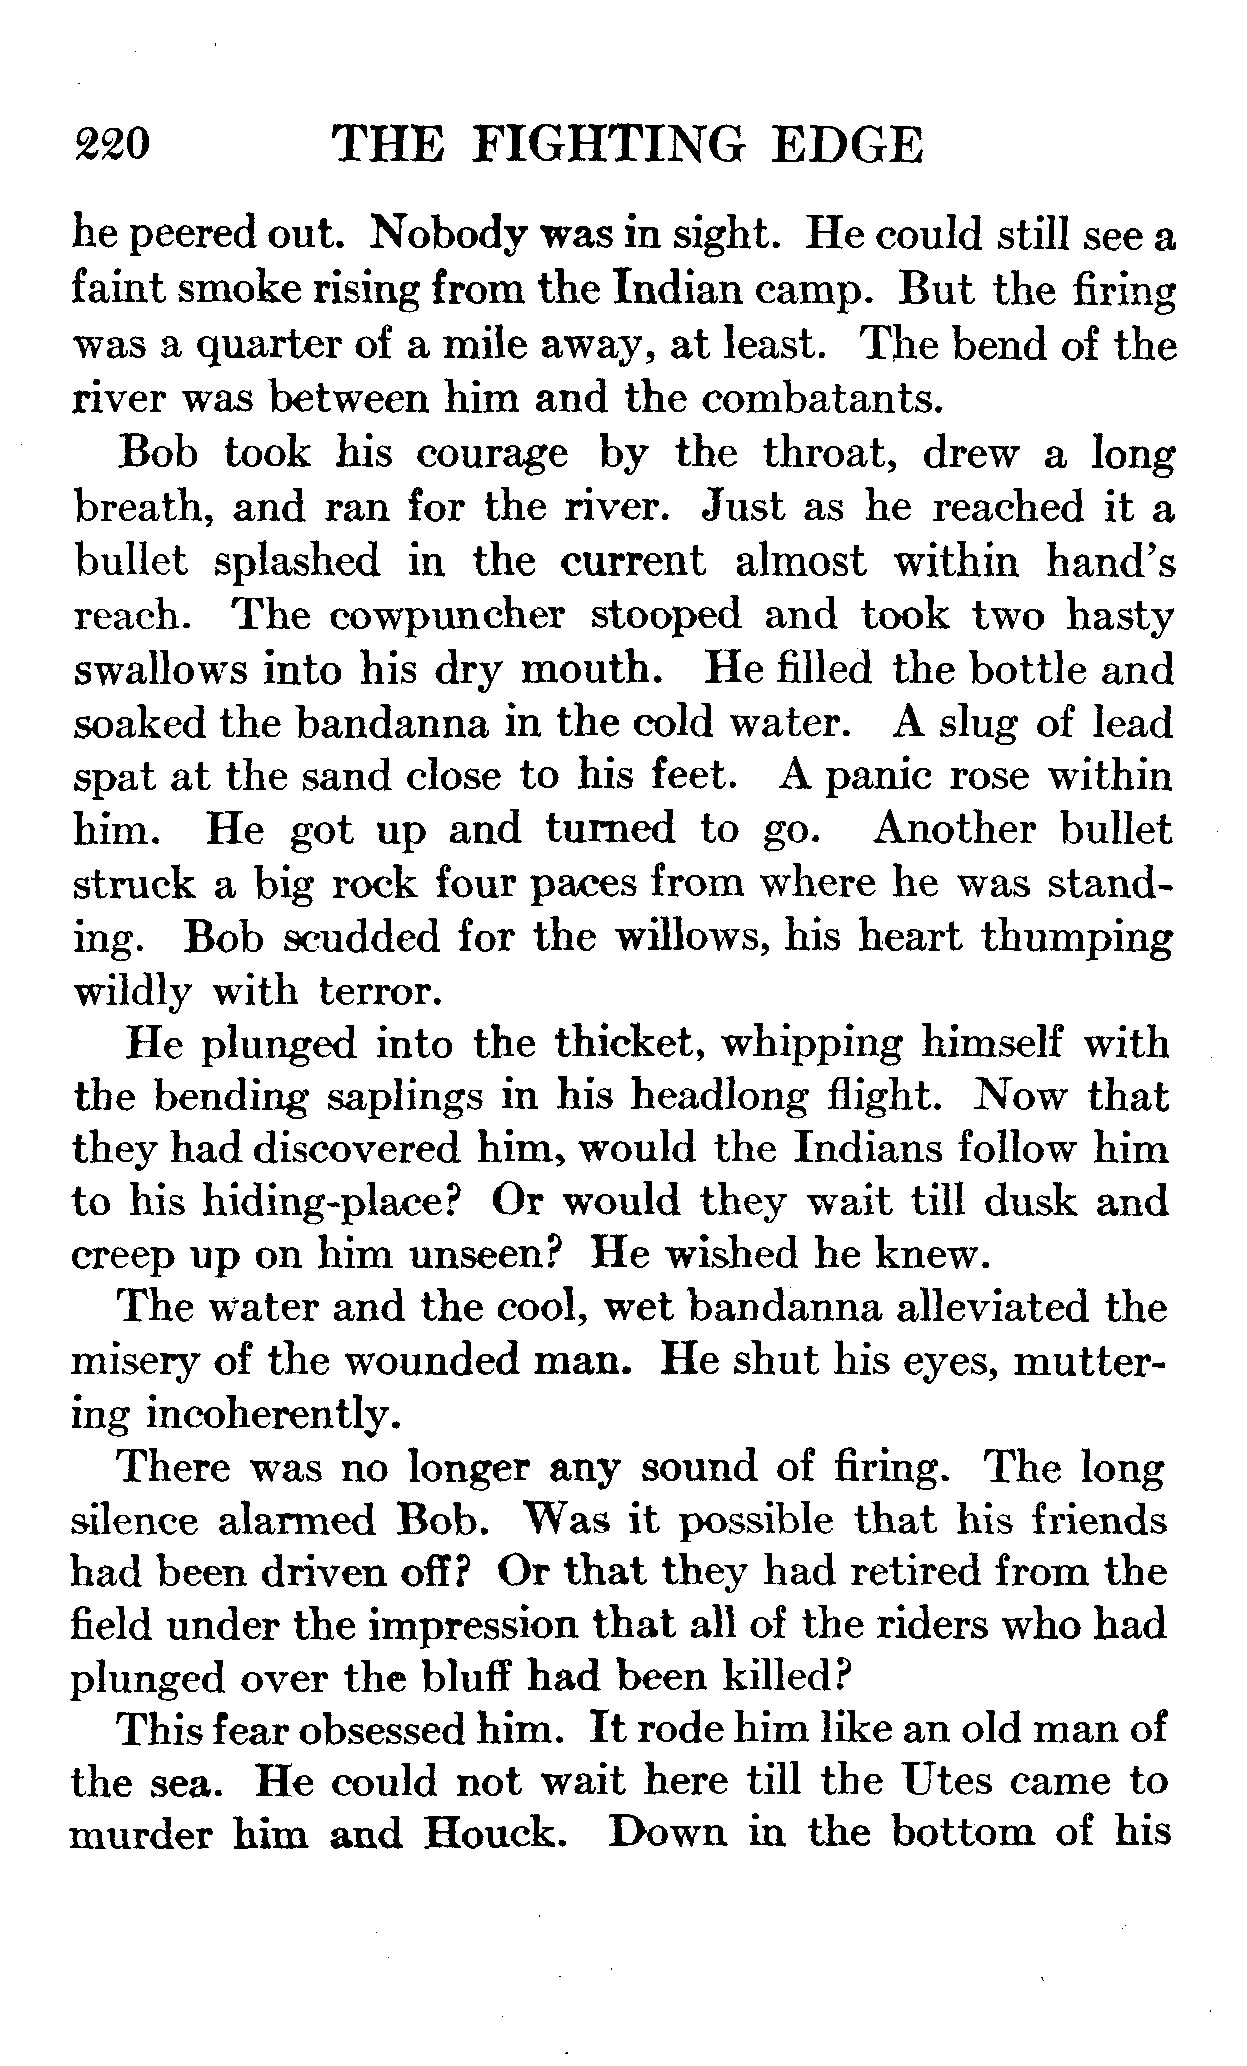 220 THE FIGHTING EDGE
he peered out. Nobody was in sight. He could still see a
faint smoke rising from the Indian camp. But the firing
was a quarter of a mile away, at least. The bend of the
river was between him and the combatants.
Bob took his courage by the throat, drew a long
breath, and ran for the river. Just as he reached it a
bullet splashed in the current almost within hand's
reach. The cowpuncher stooped and took two hasty
swallows into his dry mouth. He filled the bottle and
soaked the bandanna in the cold water. A slug of lead
spat at the sand close to his feet. A panic rose within
him. He got up and turned to go. Another bullet
struck a big rock four paces from where he was stand-
ing. Bob scudded for the willows, his heart thumping
wildly with terror.
He plunged into the thicket, whipping himself with
the bending saplings in his headlong flight. Now that
they had discovered him, would the Indians follow him
to his hiding-place? Or would they wait till dusk and
creep up on him unseen? He wished he knew.
The water and the cool, wet bandanna alleviated the
misery of the wounded man. He shut his eyes, mutter-
ing incoherently.
There was no longer any sound of firing. The long
silence alarmed Bob. Was it possible that his friends
had been driven off? Or that they had retired from the
field under the impression that all of the riders who had
plunged over the bluff had been killed?
This fear obsessed him. It rode him like an old man of
the sea. He could not wait here till the Utes came to
murder him and Houck. Down in the bottom of his